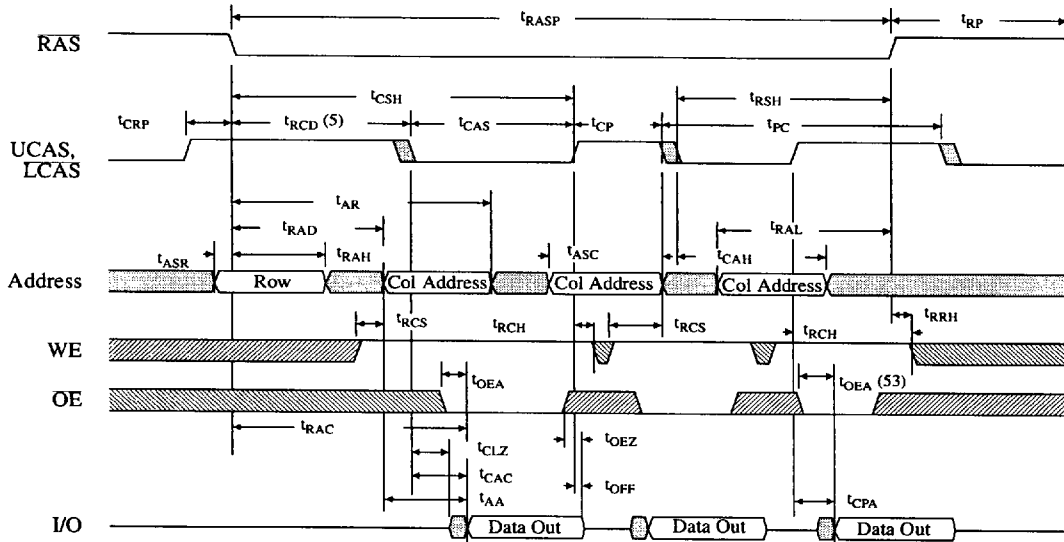 tRASP tRP
RAS
tCSH tRSH
tCRP tRCD (5) tCAS tCP tPC
UCAS,
LCAS
tAR
tRAD tRAL
tASR tRAH tASC tCAH
Address Row Col Address Col Address Col Address
tRCS tRCH tRCS tRCH tRRH
WE
tOEA tOEA (53)
OE
tRAC tCLZ tOEZ
tCAC tOFF
tAA tCPA
I/O Data Out Data Out Data Out